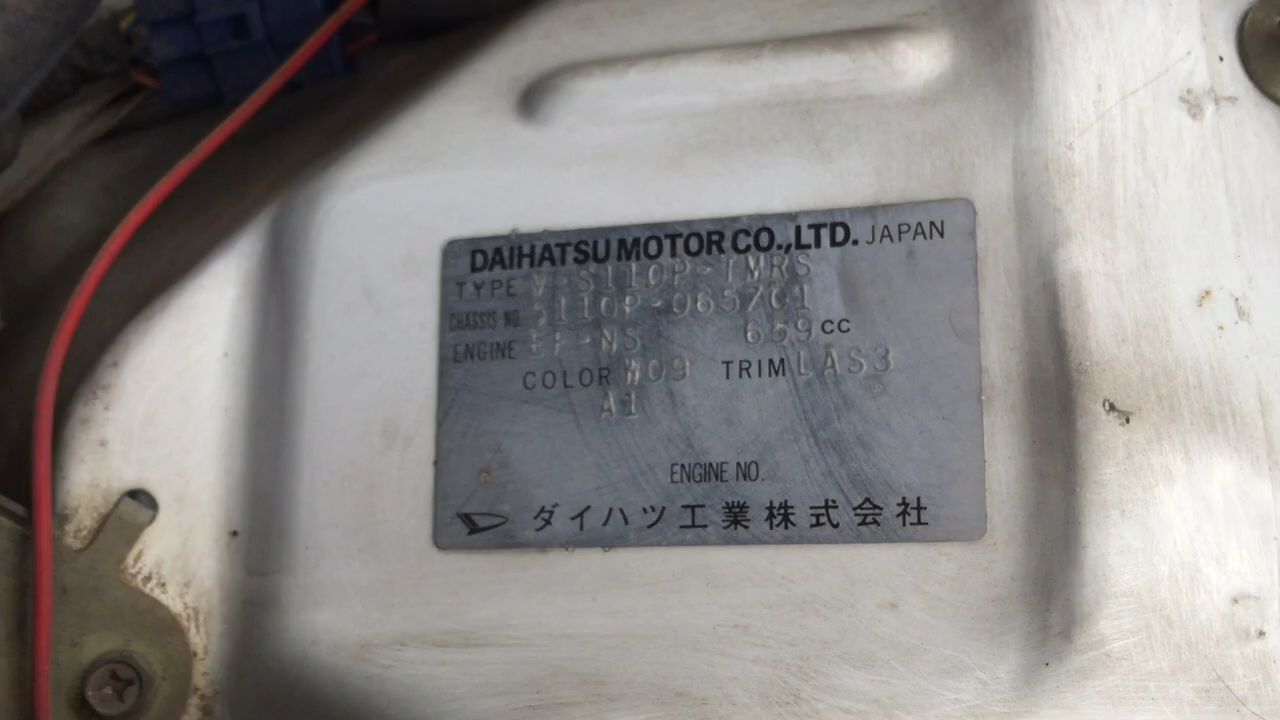 DAIHATSU MOTOR CO.,LTD. JAPAN
TYPE V-S110P-TMRS
CHASSIS NO. S110P-065701
ENGINE EF-NS 659 CC
COLOR W09 TRIM LAS3
A1
ENGINE NO.
ダイハツ工業株式会社